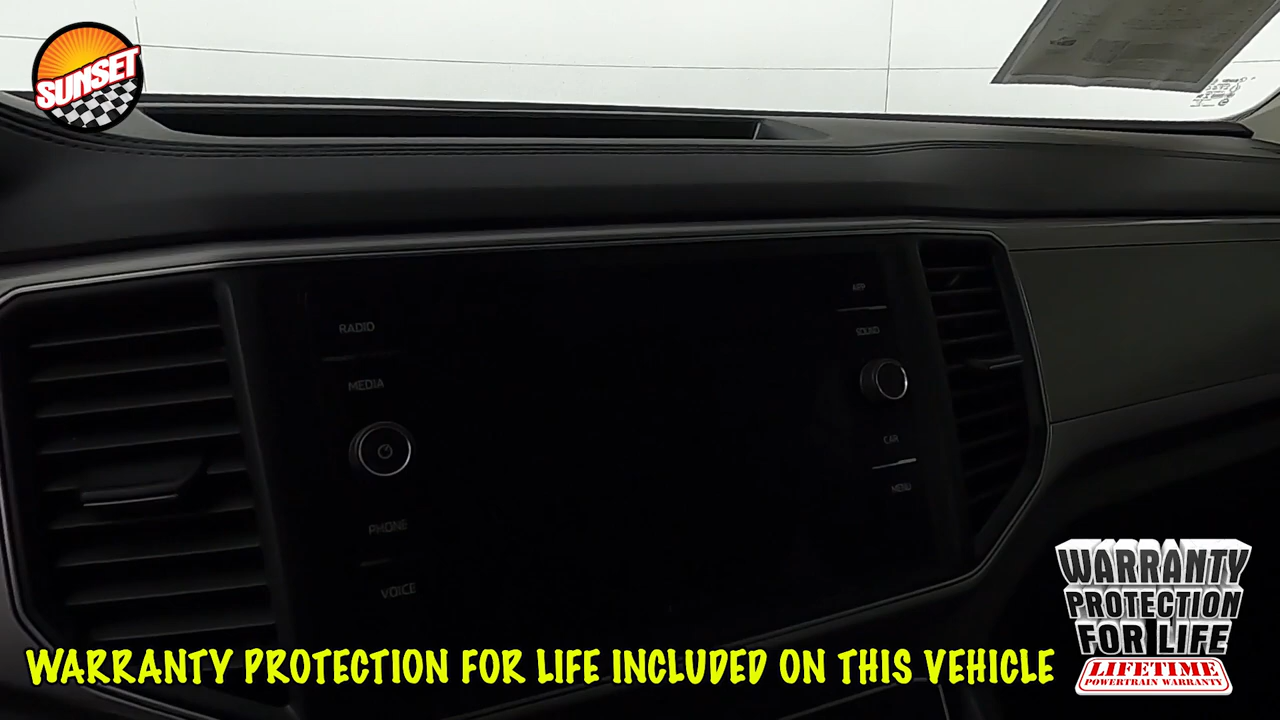 SUNSET
RADIO
MEDIA
PHONE
VOICE
APP
SOUND
CAR
MENU
WARRANTY PROTECTION FOR LIFE INCLUDED ON THIS VEHICLE
WARRANTY
PROTECTION
FOR LIFE
LIFETIME
POWERTRAIN WARRANTY